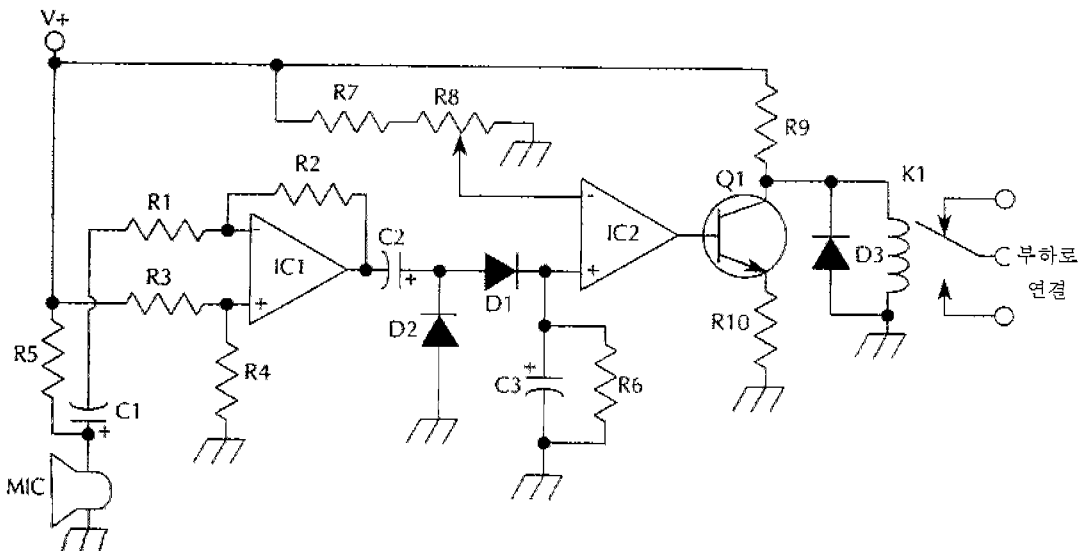 V+
R7
R8
R9
R2
Q1
K1
R1
-
IC1
C2
+
-
IC2
+
D3
부하로
연결
R3
+
D1
D2
R10
R5
R4
+
C3
R6
C1
+
MIC